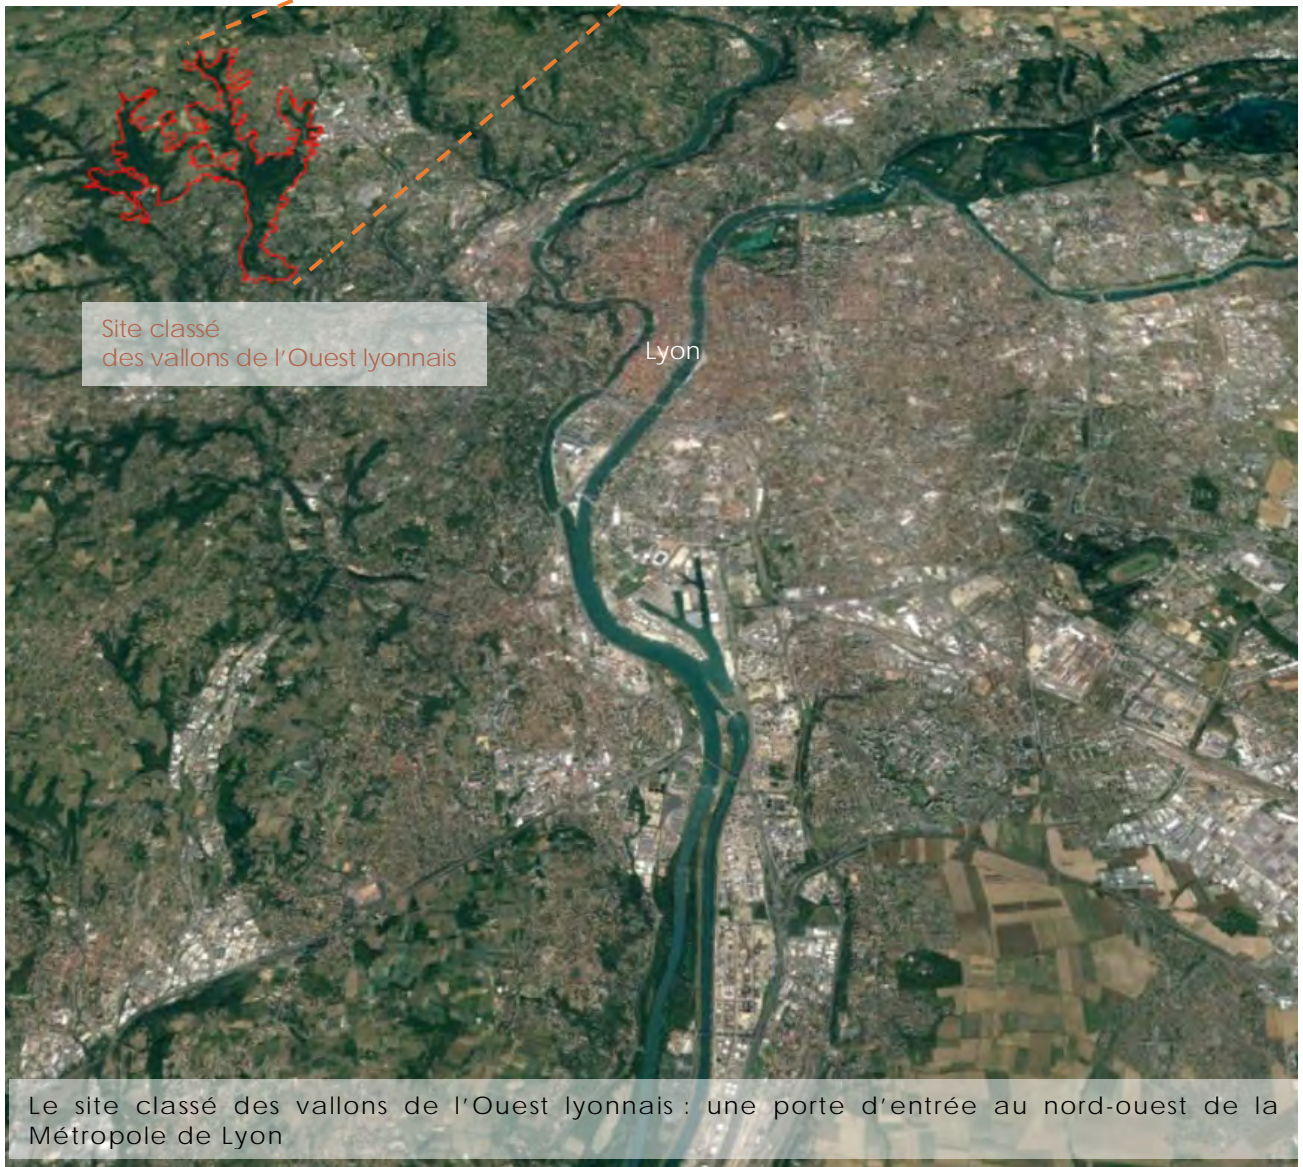 Site classé
des vallons de l'Ouest lyonnais
Lyon
Le site classé des vallons de l'Ouest lyonnais : une porte d'entrée au nord-ouest de la
Métropole de Lyon